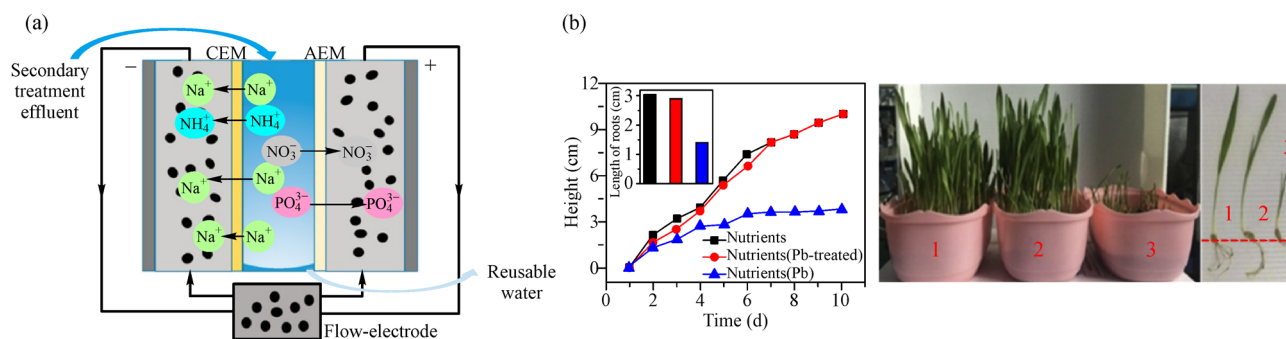 (a)
CEM
AEM
−
+
Secondary
treatment
effluent
Na⁺
Na⁺
NH₄⁺
NH₄⁺
NO₃⁻
NO₃⁻
Na⁺
Na⁺
PO₄³⁻
PO₄³⁻
Na⁺
Na⁺
Reusable
water
Flow-electrode
(b)
Height (cm)
12
9
6
3
0
Length of roots (cm)
3
2
1
0
Nutrients
Nutrients(Pb-treated)
Nutrients(Pb)
0 2 4 6 8 10
Time (d)
1
2
3
1
2